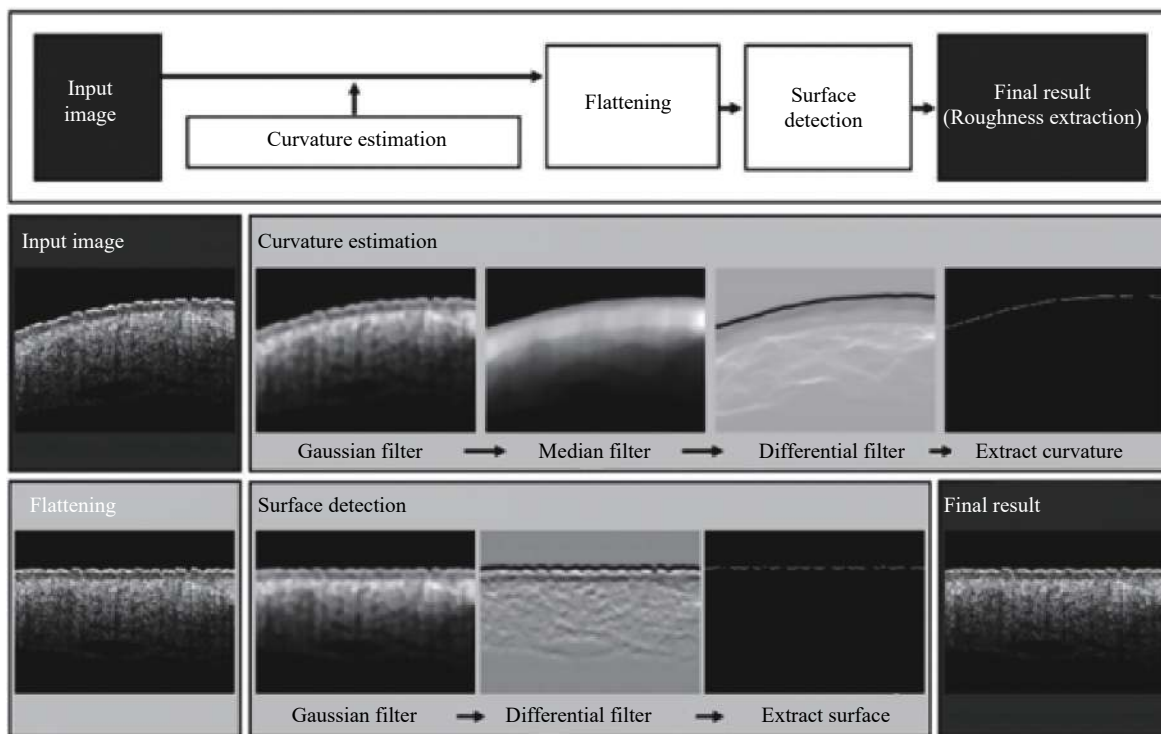 Input
image
Curvature estimation
Flattening
Surface
detection
Final result
(Roughness extraction)
Input image
Curvature estimation
Gaussian filter
Median filter
Differential filter
Extract curvature
Flattening
Surface detection
Gaussian filter
Differential filter
Extract surface
Final result